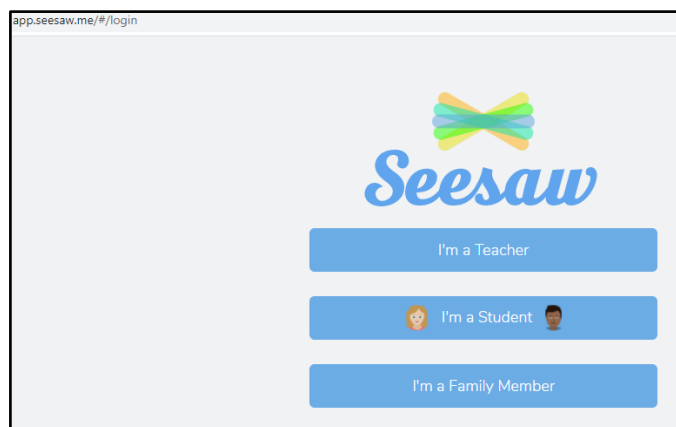 app.seesaw.me/#/login
Seesaw
I'm a Teacher
I'm a Student
I'm a Family Member